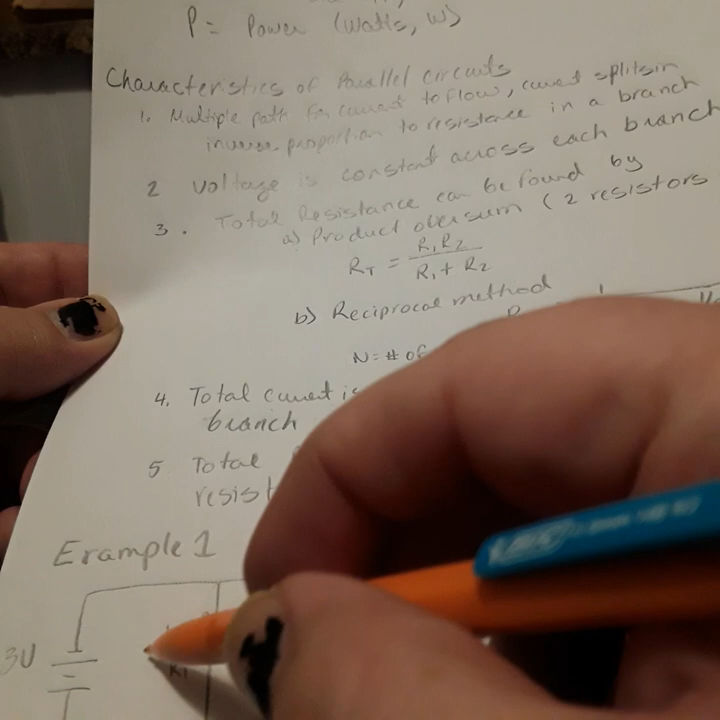 P = Power (Watts, W)
Characteristics of Parallel Circuits
1. Multiple path for current to flow, current splits in
inverse proportion to resistance in a branch
2 Voltage is constant across each branch
3. Total Resistance can be found by
a) Product over sum (2 resistors
RT = R1R2 / R1 + R2
b) Reciprocal method
N = # of
4. Total current is
branch
5 Total
resist
Example 1
3V
R1
BIC